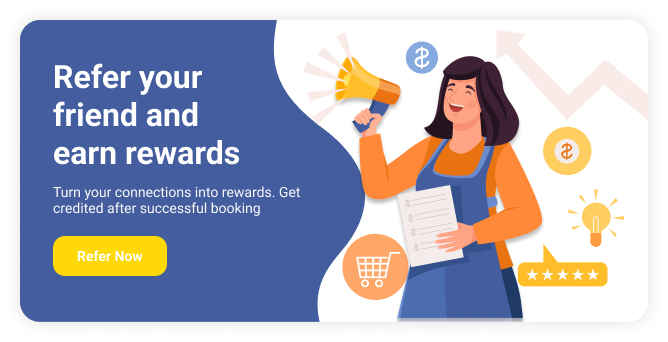 Refer your
friend and
earn rewards
Turn your connections into rewards. Get
credited after successful booking
Refer Now